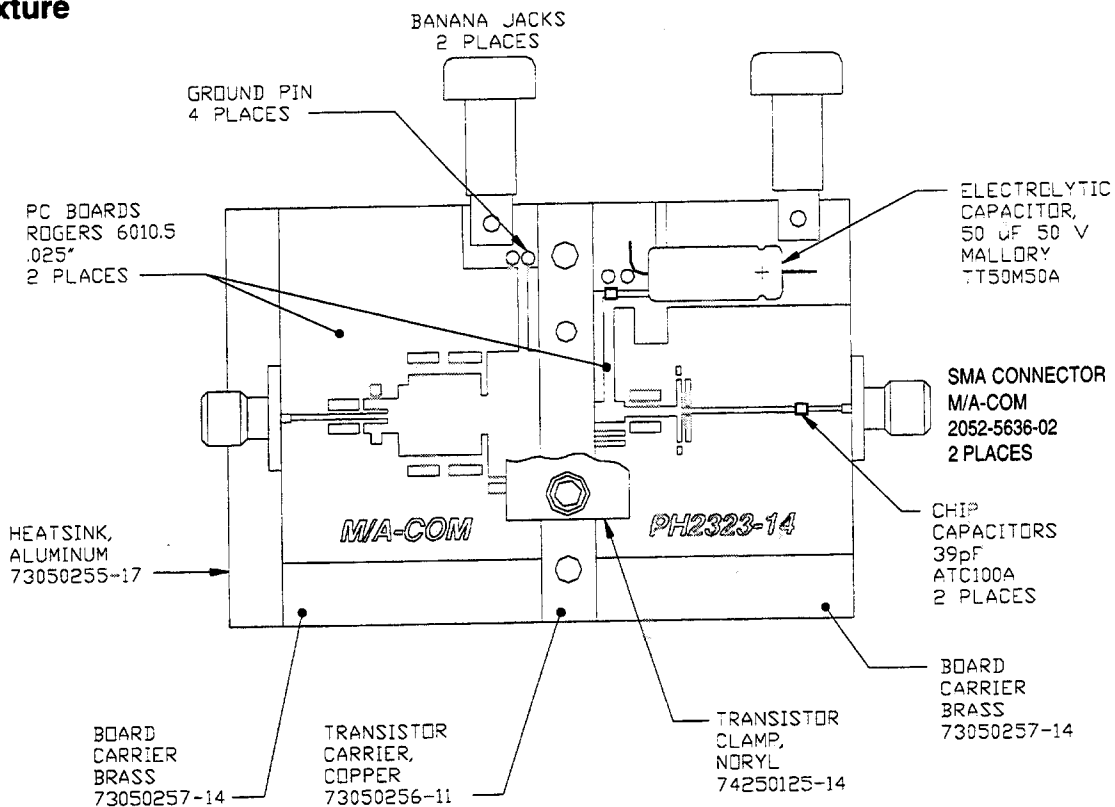 xture
BANANA JACKS
2 PLACES
GROUND PIN
4 PLACES
PC BOARDS
ROGERS 6010.5
.025"
2 PLACES
ELECTROLYTIC
CAPACITOR,
50 uF 50 V
MALLORY
TT50M50A
+
SMA CONNECTOR
M/A-COM
2052-5636-02
2 PLACES
M/A-COM
PH2323-14
HEATSINK,
ALUMINUM
73050255-17
CHIP
CAPACITORS
39pF
ATC100A
2 PLACES
BOARD
CARRIER
BRASS
73050257-14
TRANSISTOR
CARRIER,
COPPER
73050256-11
TRANSISTOR
CLAMP,
NORYL
74250125-14
BOARD
CARRIER
BRASS
73050257-14